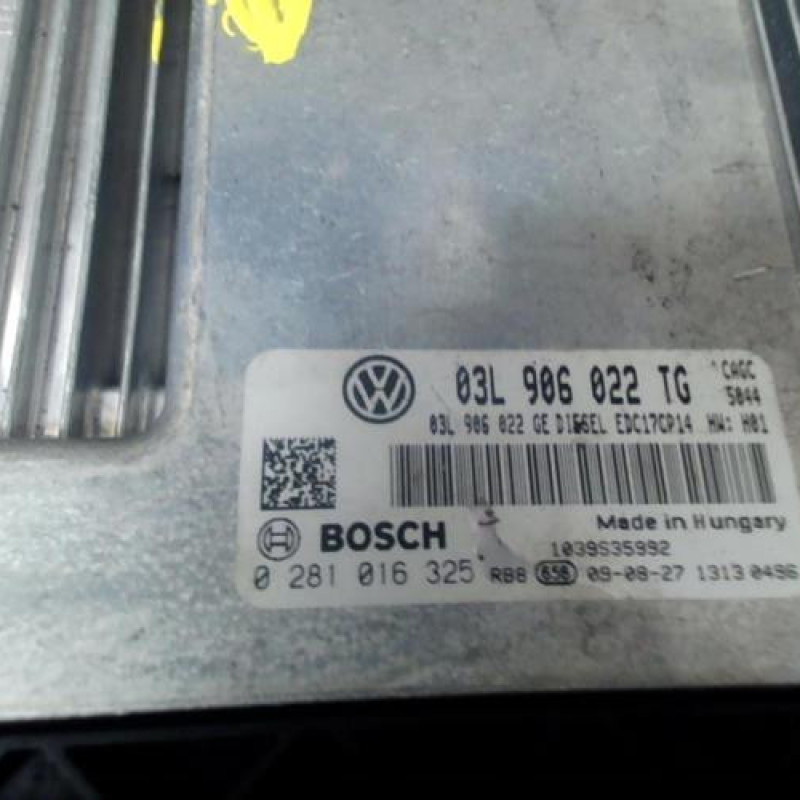 03L 906 022 TG CAGC
5044
03L 906 022 GE DIESEL EDC17CP14 HW: H01
Made in Hungary
BOSCH
1039S35992
0 281 016 325 RB8 650 09-08-27 1313 0496